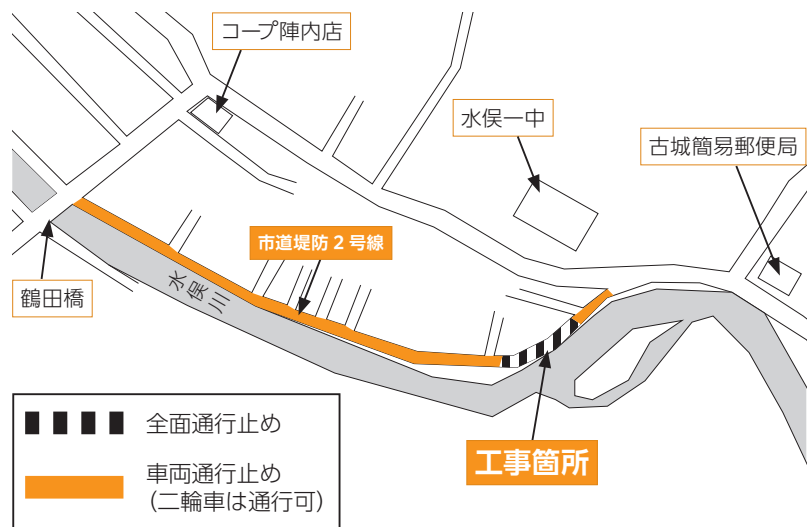 コープ陣内店
水俣一中
古城簡易郵便局
市道堤防2号線
鶴田橋
水俣川
工事箇所
全面通行止め
車両通行止め
(二輪車は通行可)